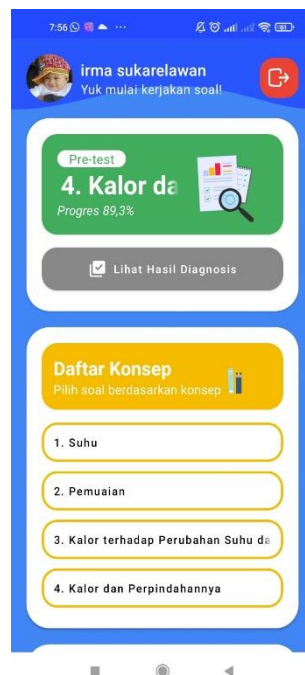 7:56
irma sukarelawan
Yuk mulai kerjakan soal!
Pre-test
4. Kalor da
Progres 89,3%
Lihat Hasil Diagnosis
Daftar Konsep
Pilih soal berdasarkan konsep
1. Suhu
2. Pemuaian
3. Kalor terhadap Perubahan Suhu da
4. Kalor dan Perpindahannya